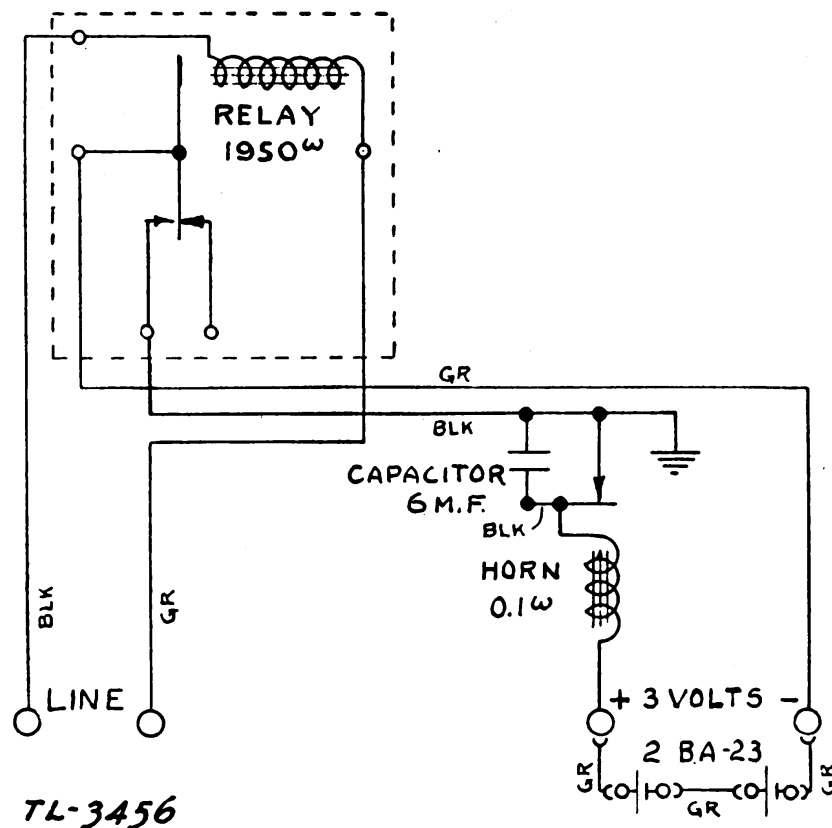 RELAY
1950ω
GR
BLK
CAPACITOR
6 M.F.
BLK
HORN
0.1ω
BLK
GR
LINE
+ 3 VOLTS -
2 BA-23
GR
GR
GR
TL-3456